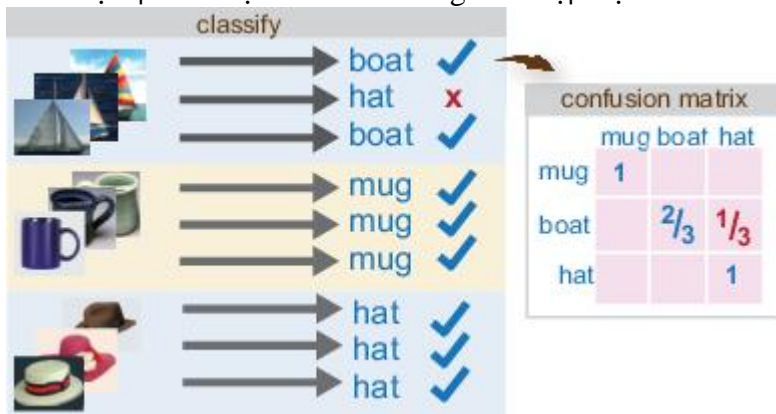 classify
boat ✓
hat x
boat ✓
mug ✓
mug ✓
mug ✓
hat ✓
hat ✓
hat ✓
confusion matrix
mug boat hat
mug 1
boat 2/3 1/3
hat 1